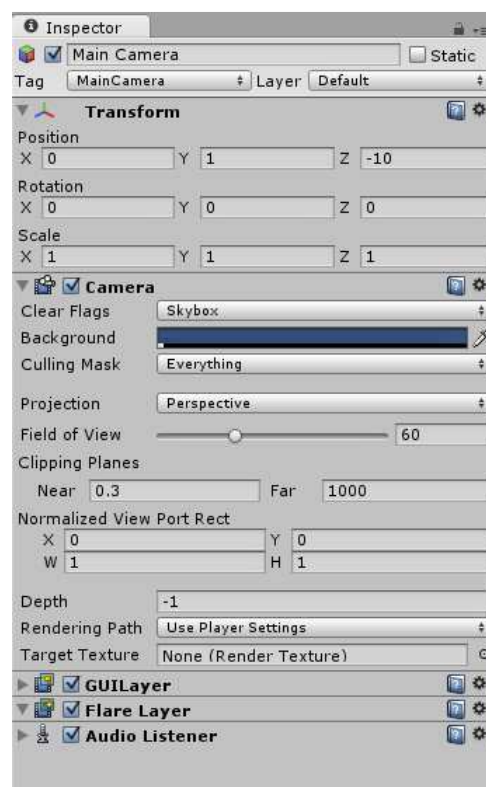 Inspector
Main Camera Static
Tag MainCamera Layer Default
Transform
Position
X 0 Y 1 Z -10
Rotation
X 0 Y 0 Z 0
Scale
X 1 Y 1 Z 1
Camera
Clear Flags Skybox
Background
Culling Mask Everything
Projection Perspective
Field of View 60
Clipping Planes
Near 0.3 Far 1000
Normalized View Port Rect
X 0 Y 0
W 1 H 1
Depth -1
Rendering Path Use Player Settings
Target Texture None (Render Texture)
GUILayer
Flare Layer
Audio Listener